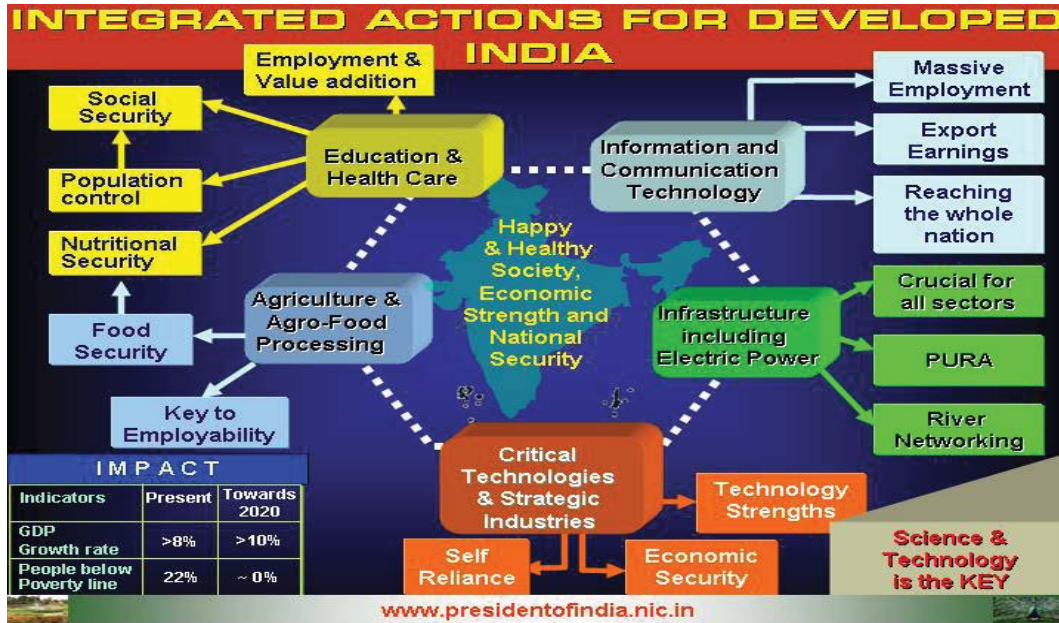 INTEGRATED ACTIONS FOR DEVELOPED
INDIA
Employment &
Value addition
Social
Security
Population
control
Nutritional
Security
Education &
Health Care
Information and
Communication
Technology
Massive
Employment
Export
Earnings
Reaching
the whole
nation
Happy
& Healthy
Society,
Economic
Strength and
National
Security
Agriculture &
Agro-Food
Processing
Food
Security
Key to
Employability
Infrastructure
including
Electric Power
Crucial for
all sectors
PURA
River
Networking
Critical
Technologies
& Strategic
Industries
Technology
Strengths
Self
Reliance
Economic
Security
IMPACT
Indicators Present Towards
2020
GDP
Growth rate >8% >10%
People below
Poverty line 22% ~ 0%
Science &
Technology
is the KEY
www.presidentofindia.nic.in